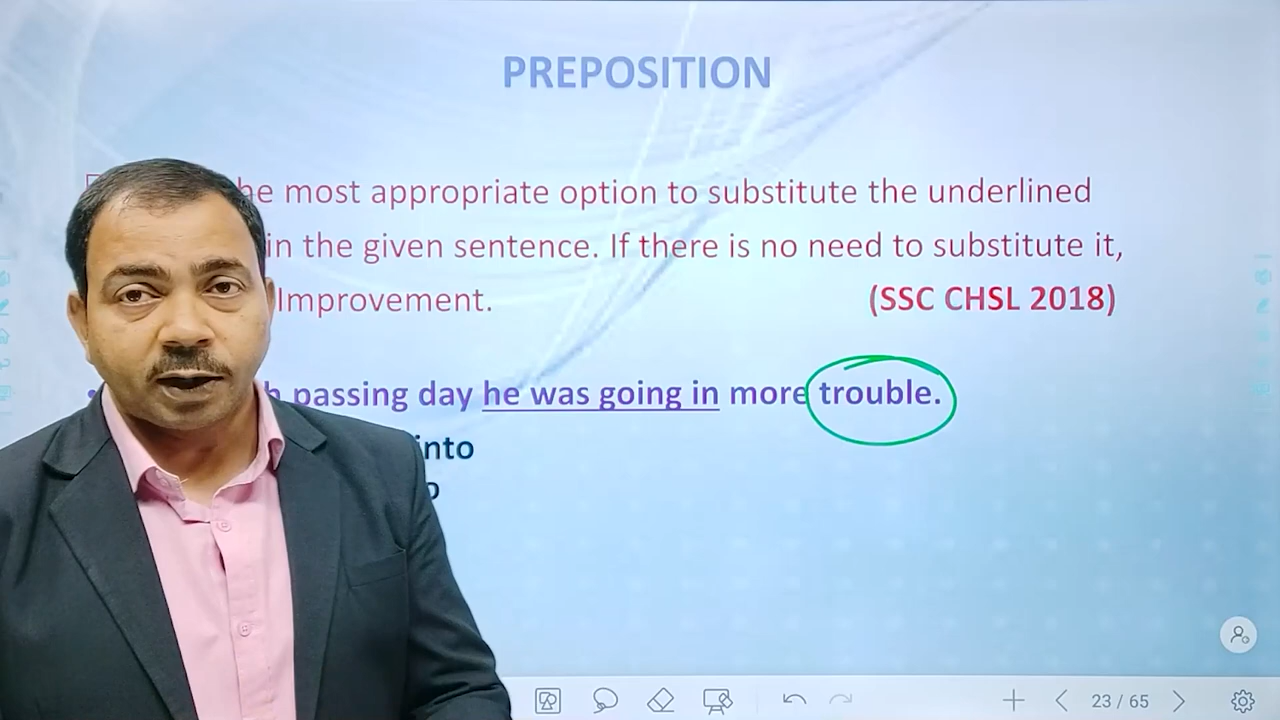 PREPOSITION
he most appropriate option to substitute the underlined
in the given sentence. If there is no need to substitute it,
Improvement.
(SSC CHSL 2018)
h passing day he was going in more trouble.
into
o
23 / 65